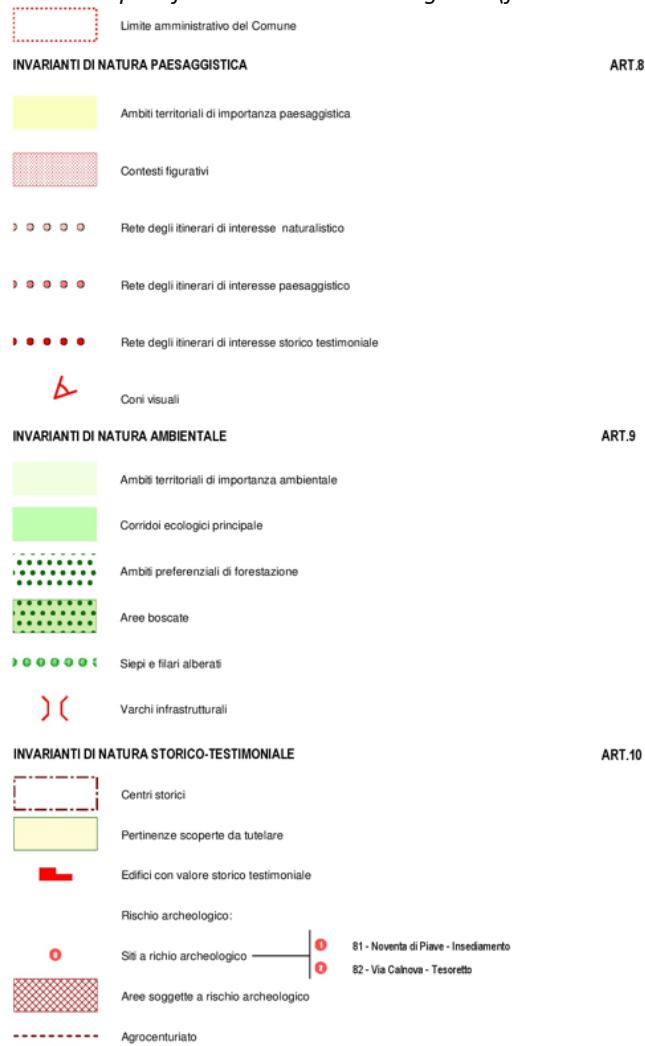 Limite amministrativo del Comune
INVARIANTI DI NATURA PAESAGGISTICA ART.8
Ambiti territoriali di importanza paesaggistica
Contesti figurativi
Rete degli itinerari di interesse naturalistico
Rete degli itinerari di interesse paesaggistico
Rete degli itinerari di interesse storico testimoniale
Coni visuali
INVARIANTI DI NATURA AMBIENTALE ART.9
Ambiti territoriali di importanza ambientale
Corridoi ecologici principale
Ambiti preferenziali di forestazione
Aree boscate
Siepi e filari alberati
Varchi infrastrutturali
INVARIANTI DI NATURA STORICO-TESTIMONIALE ART.10
Centri storici
Pertinenze scoperte da tutelare
Edifici con valore storico testimoniale
Rischio archeologico:
1 81 - Noventa di Piave - Insediamento
Siti a richio archeologico
2 82 - Via Calnova - Tesoretto
Aree soggette a rischio archeologico
Agrocenturiato